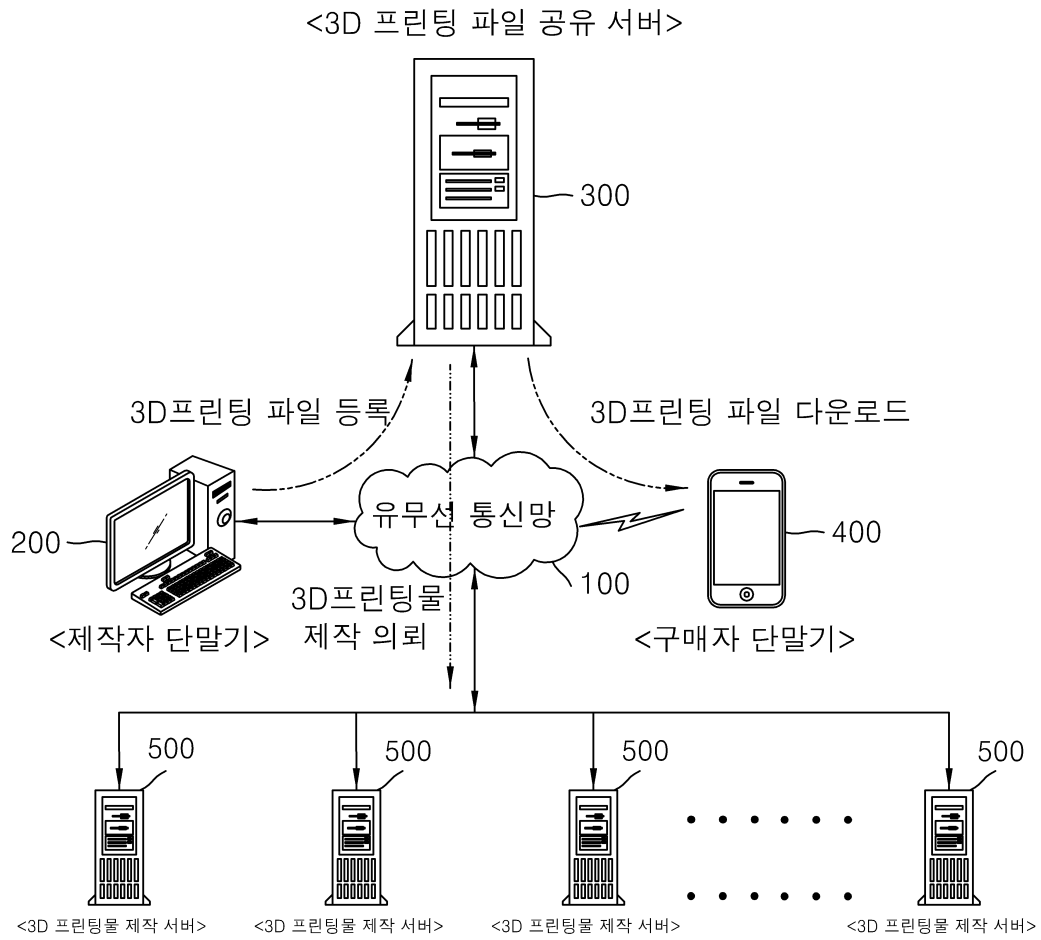 <3D 프린팅 파일 공유 서버>
300
3D프린팅 파일 등록
3D프린팅 파일 다운로드
유무선 통신망
200
400
100
3D프린팅물
제작 의뢰
<제작자 단말기>
<구매자 단말기>
500
500
500
500
<3D 프린팅물 제작 서버>
<3D 프린팅물 제작 서버>
<3D 프린팅물 제작 서버>
<3D 프린팅물 제작 서버>